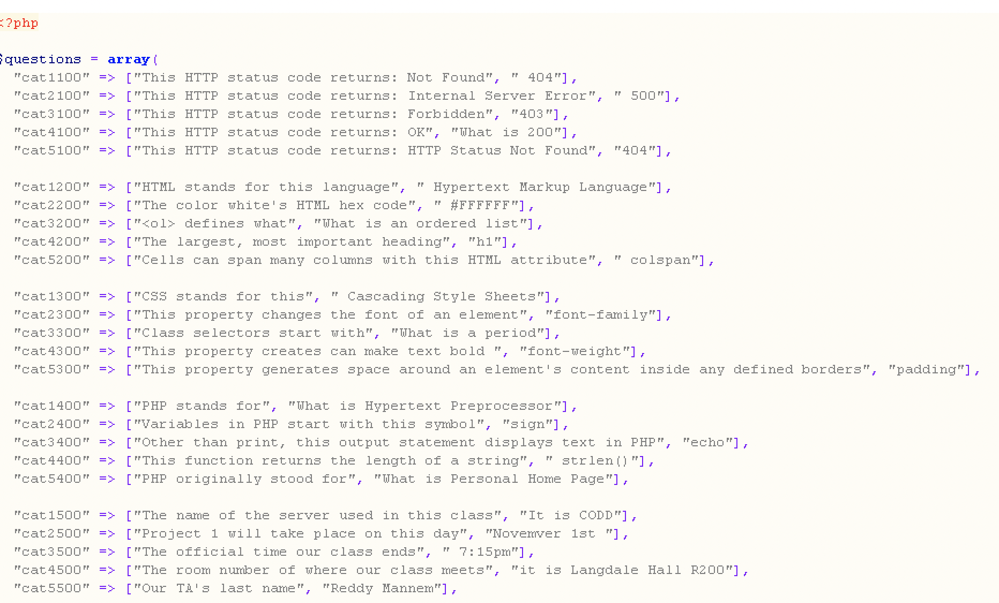 <?php
$questions = array(
"cat1100" => ["This HTTP status code returns: Not Found", " 404"],
"cat2100" => ["This HTTP status code returns: Internal Server Error", " 500"],
"cat3100" => ["This HTTP status code returns: Forbidden", "403"],
"cat4100" => ["This HTTP status code returns: OK", "What is 200"],
"cat5100" => ["This HTTP status code returns: HTTP Status Not Found", "404"],
"cat1200" => ["HTML stands for this language", " Hypertext Markup Language"],
"cat2200" => ["The color white's HTML hex code", " #FFFFFF"],
"cat3200" => ["<ol> defines what", "What is an ordered list"],
"cat4200" => ["The largest, most important heading", "h1"],
"cat5200" => ["Cells can span many columns with this HTML attribute", " colspan"],
"cat1300" => ["CSS stands for this", " Cascading Style Sheets"],
"cat2300" => ["This property changes the font of an element", "font-family"],
"cat3300" => ["Class selectors start with", "What is a period"],
"cat4300" => ["This property creates can make text bold ", "font-weight"],
"cat5300" => ["This property generates space around an element's content inside any defined borders", "padding"],
"cat1400" => ["PHP stands for", "What is Hypertext Preprocessor"],
"cat2400" => ["Variables in PHP start with this symbol", "sign"],
"cat3400" => ["Other than print, this output statement displays text in PHP", "echo"],
"cat4400" => ["This function returns the length of a string", " strlen()"],
"cat5400" => ["PHP originally stood for", "What is Personal Home Page"],
"cat1500" => ["The name of the server used in this class", "It is CODD"],
"cat2500" => ["Project 1 will take place on this day", "Novemver 1st "],
"cat3500" => ["The official time our class ends", " 7:15pm"],
"cat4500" => ["The room number of where our class meets", "it is Langdale Hall R200"],
"cat5500" => ["Our TA's last name", "Reddy Mannem"],